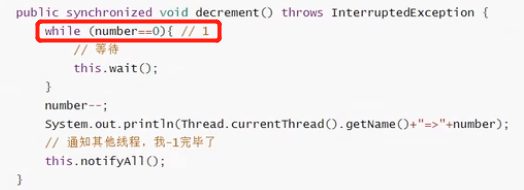 public synchronized void decrement() throws InterruptedException {
while (number==0){ // 1
// 等待
this.wait();
}
number--;
System.out.println(Thread.currentThread().getName()+"=>"+number);
// 通知其他线程，我-1完毕了
this.notifyAll();
}